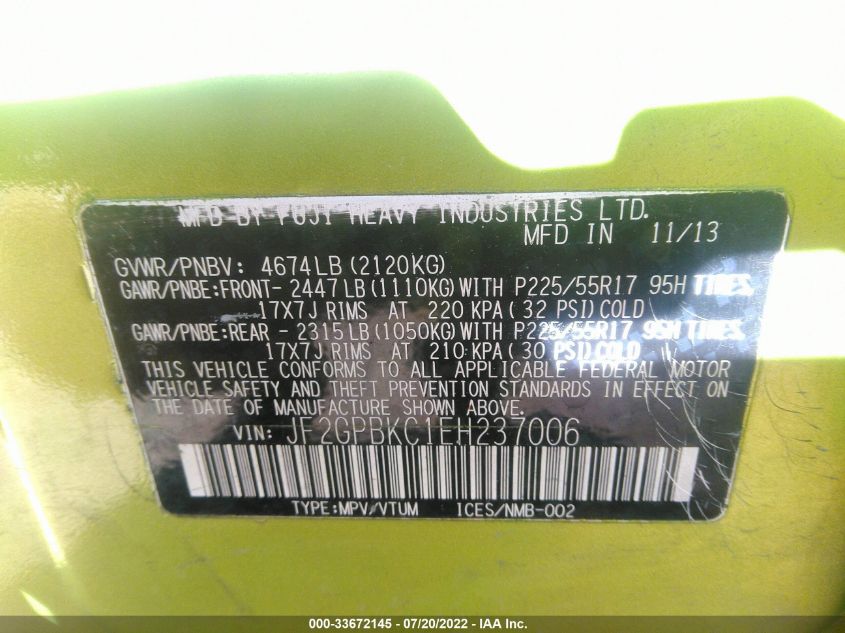 MFD BY FUJI HEAVY INDUSTRIES LTD.
MFD IN 11/13
GVWR/PNBV: 4674LB (2120KG)
GAWR/PNBE:FRONT- 2447LB(1110KG)WITH P225/55R17 95H TIRES,
17X7J RIMS AT 220 KPA( 32 PSI)COLD
GAWR/PNBE:REAR - 2315LB(1050KG)WITH P225/55R17 95H TIRES,
17X7J RIMS AT 210 KPA( 30 PSI)COLD
THIS VEHICLE CONFORMS TO ALL APPLICABLE FEDERAL MOTOR
VEHICLE SAFETY AND THEFT PREVENTION STANDARDS IN EFFECT ON
THE DATE OF MANUFACTURE SHOWN ABOVE.
VIN: JF2GPBKC1EH237006
TYPE:MPV/VTUM ICES/NMB-002
000-33672145 - 07/20/2022 - IAA Inc.